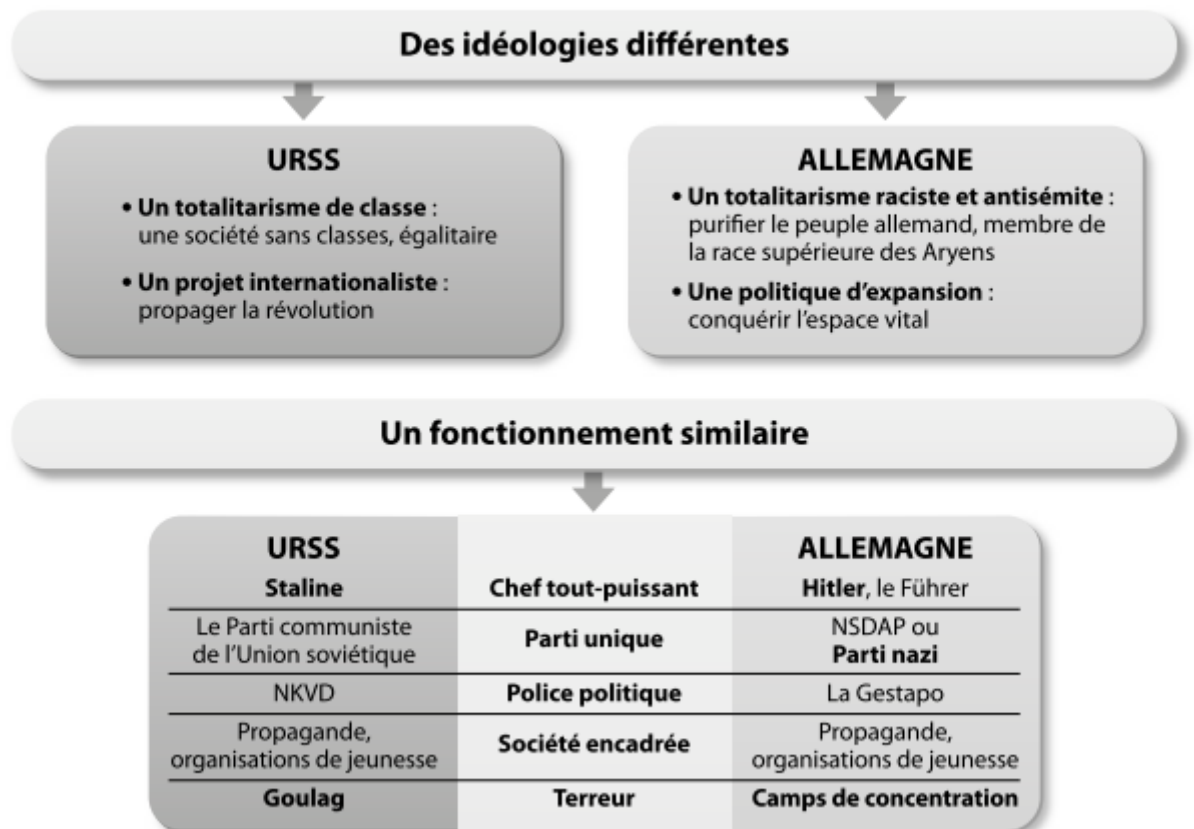 Des idéologies différentes
URSS
• Un totalitarisme de classe :
une société sans classes, égalitaire
• Un projet internationaliste :
propager la révolution
ALLEMAGNE
• Un totalitarisme raciste et antisémite :
purifier le peuple allemand, membre de
la race supérieure des Aryens
• Une politique d'expansion :
conquérir l'espace vital
Un fonctionnement similaire
URSS
ALLEMAGNE
Staline
Chef tout-puissant
Hitler, le Führer
Le Parti communiste
de l'Union soviétique
Parti unique
NSDAP ou
Parti nazi
NKVD
Police politique
La Gestapo
Propagande,
organisations de jeunesse
Société encadrée
Propagande,
organisations de jeunesse
Goulag
Terreur
Camps de concentration